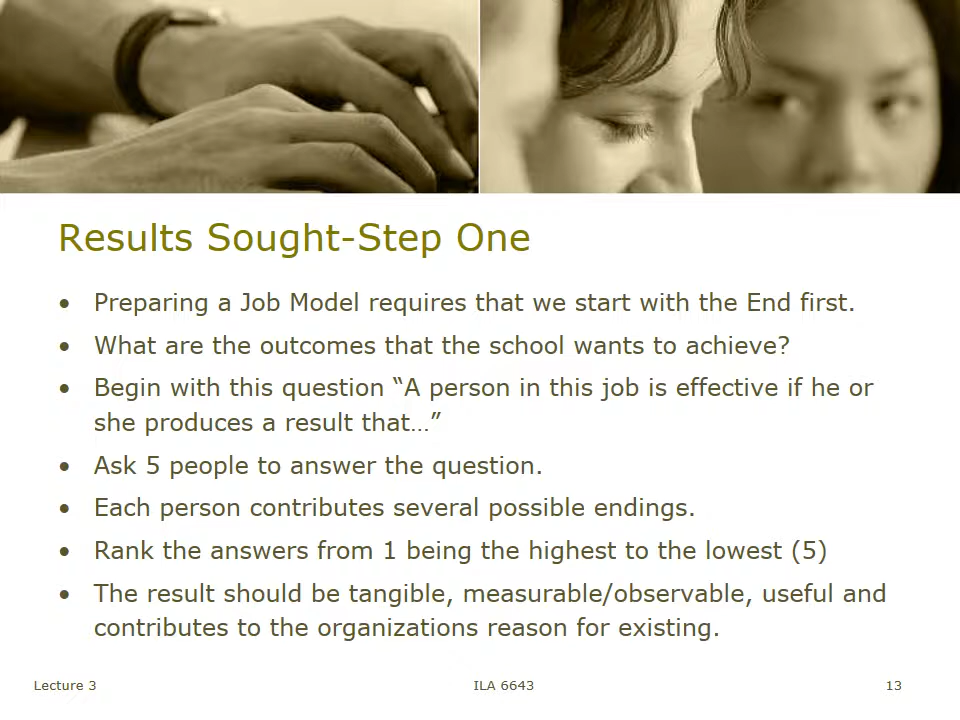 Results Sought-Step One
• Preparing a Job Model requires that we start with the End first.
• What are the outcomes that the school wants to achieve?
• Begin with this question “A person in this job is effective if he or
she produces a result that…”
• Ask 5 people to answer the question.
• Each person contributes several possible endings.
• Rank the answers from 1 being the highest to the lowest (5)
• The result should be tangible, measurable/observable, useful and
contributes to the organizations reason for existing.
Lecture 3
ILA 6643
13